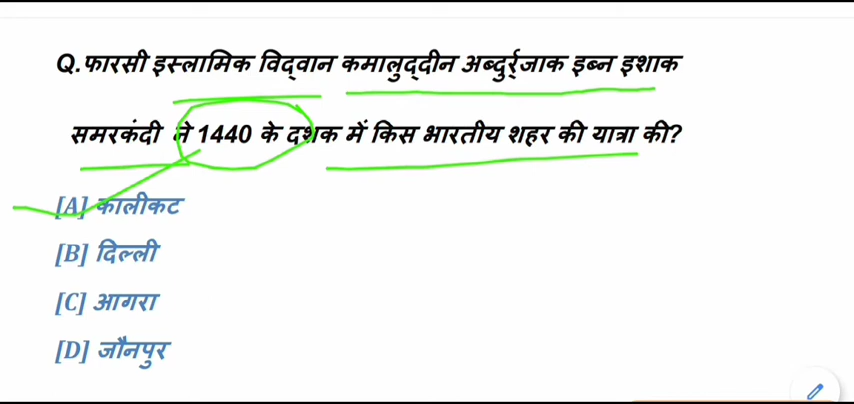 Q.फारसी इस्लामिक विद्वान कमालुद्दीन अब्दुर्रज्जाक इब्न इशाक
समरकंदी ने 1440 के दशक में किस भारतीय शहर की यात्रा की?
[A] कालीकट
[B] दिल्ली
[C] आगरा
[D] जौनपुर